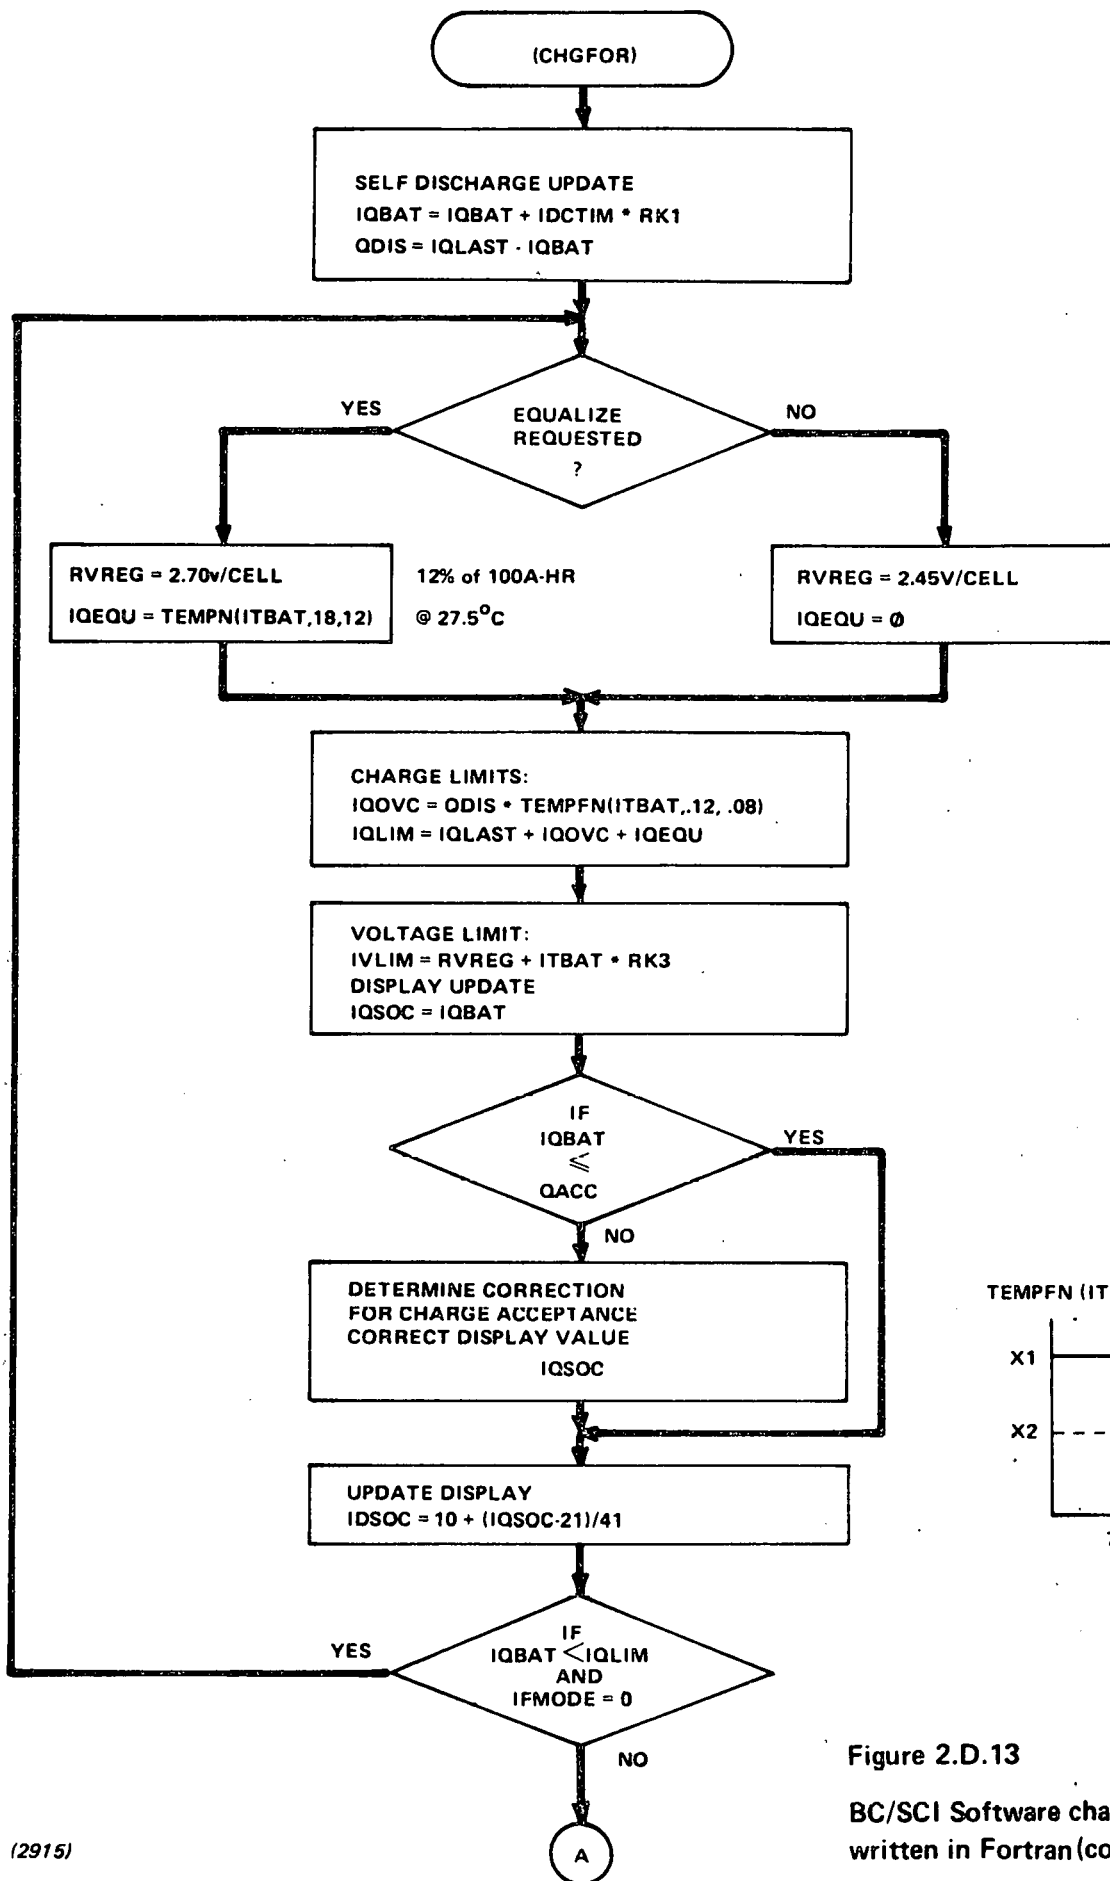 (CHGFOR)
SELF DISCHARGE UPDATE
IQBAT = IQBAT + IDCTIM * RK1
QDIS = IQLAST - IQBAT
YES
EQUALIZE
REQUESTED
?
NO
RVREG = 2.70v/CELL
IQEQU = TEMPN(ITBAT,18,12)
12% of 100A-HR
@ 27.5°C
RVREG = 2.45V/CELL
IQEQU = Ø
CHARGE LIMITS:
IQOVC = QDIS * TEMPFN(ITBAT,.12, .08)
IQLIM = IQLAST + IQOVC + IQEQU
VOLTAGE LIMIT:
IVLIM = RVREG + ITBAT * RK3
DISPLAY UPDATE
IQSOC = IQBAT
IF
IQBAT
≤
QACC
YES
NO
DETERMINE CORRECTION
FOR CHARGE ACCEPTANCE
CORRECT DISPLAY VALUE
IQSOC
TEMPFN (IT
X1
X2
UPDATE DISPLAY
IDSOC = 10 + (IQSOC-21)/41
YES
IF
IQBAT < IQLIM
AND
IFMODE = 0
NO
A
Figure 2.D.13
BC/SCI Software cha
written in Fortran (co
(2915)